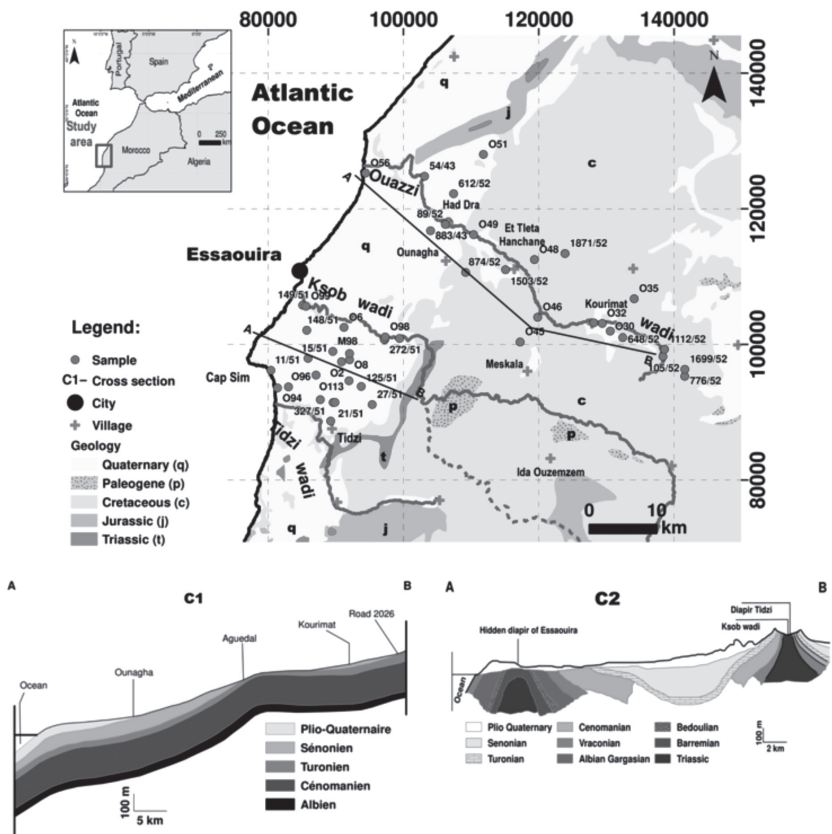 80000
100000
120000
140000
N
Portugal
Spain
Mediterranean
Atlantic
Ocean
Study
area
0 250
km
Morocco
Algeria
Atlantic
Ocean
q
j
c
N
140000
O51
O56
54/43
A
Ouazzi
612/52
Had Dra
89/52
O49
883/43
Et Tleta
Hanchane
O48
1871/52
120000
Essaouira
q
Ounagha
874/52
1503/52
O35
Ksob wadi
149/51
O99
148/51
O6
O46
Kourimat
O32
O30
wadi
Legend:
Sample
C1– Cross section
City
Village
Geology
Quaternary (q)
Paleogene (p)
Cretaceous (c)
Jurassic (j)
Triassic (t)
A
15/51
M98
O98
272/51
O45
648/52
1112/52
100000
11/51
O8
Meskala
B
105/52
1699/52
776/52
Cap Sim
O96
O113
125/51
27/51
B
O94
327/51
21/51
p
c
Tidzi
wadi
Tidzi
t
p
Ida Ouzemzem
80000
q
j
0 10
km
A
C1
B
Road 2026
Kourimat
Aguedal
Ounagha
Ocean
100 m
5 km
Plio-Quaternaire
Sénonien
Turonien
Cénomanien
Albien
A
C2
B
Diapir Tidzi
Ksob wadi
Hidden diapir of Essaouira
Ocean
Plio Quaternary
Senonian
Turonian
Cenomanian
Vraconian
Albian Gargasian
Bedoulian
Barremian
Triassic
100 m
2 km